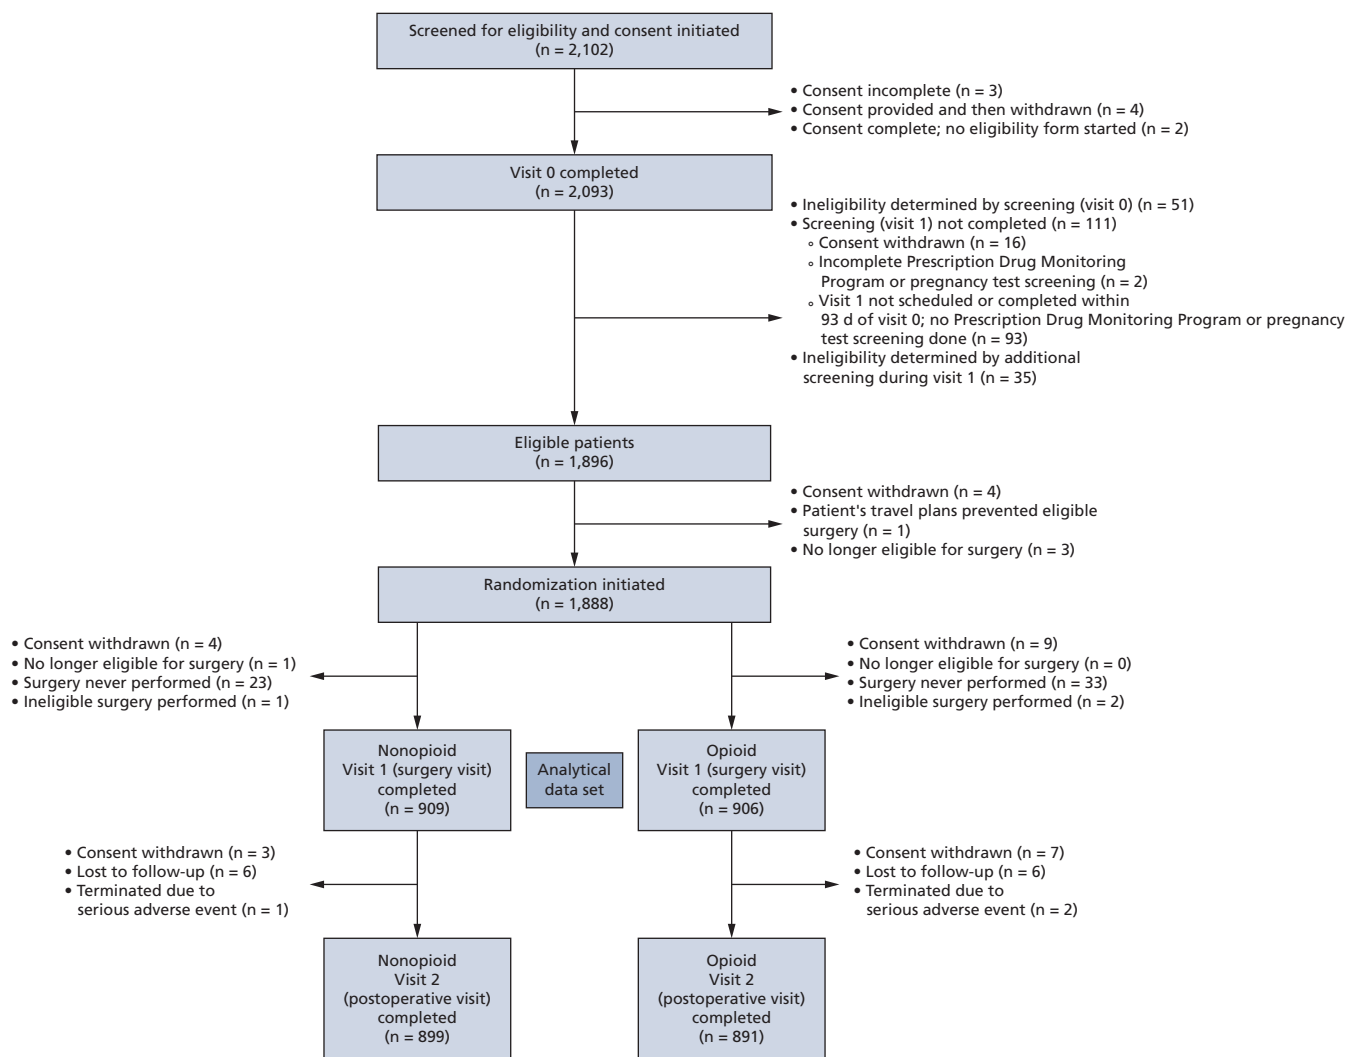 Screened for eligibility and consent initiated
(n = 2,102)
• Consent incomplete (n = 3)
• Consent provided and then withdrawn (n = 4)
• Consent complete; no eligibility form started (n = 2)
Visit 0 completed
(n = 2,093)
• Ineligibility determined by screening (visit 0) (n = 51)
• Screening (visit 1) not completed (n = 111)
◦ Consent withdrawn (n = 16)
◦ Incomplete Prescription Drug Monitoring
Program or pregnancy test screening (n = 2)
◦ Visit 1 not scheduled or completed within
93 d of visit 0; no Prescription Drug Monitoring Program or pregnancy
test screening done (n = 93)
• Ineligibility determined by additional
screening during visit 1 (n = 35)
Eligible patients
(n = 1,896)
• Consent withdrawn (n = 4)
• Patient's travel plans prevented eligible
surgery (n = 1)
• No longer eligible for surgery (n = 3)
Randomization initiated
(n = 1,888)
• Consent withdrawn (n = 4)
• No longer eligible for surgery (n = 1)
• Surgery never performed (n = 23)
• Ineligible surgery performed (n = 1)
• Consent withdrawn (n = 9)
• No longer eligible for surgery (n = 0)
• Surgery never performed (n = 33)
• Ineligible surgery performed (n = 2)
Nonopioid
Visit 1 (surgery visit)
completed
(n = 909)
Analytical
data set
Opioid
Visit 1 (surgery visit)
completed
(n = 906)
• Consent withdrawn (n = 3)
• Lost to follow-up (n = 6)
• Terminated due to
serious adverse event (n = 1)
• Consent withdrawn (n = 7)
• Lost to follow-up (n = 6)
• Terminated due to
serious adverse event (n = 2)
Nonopioid
Visit 2
(postoperative visit)
completed
(n = 899)
Opioid
Visit 2
(postoperative visit)
completed
(n = 891)